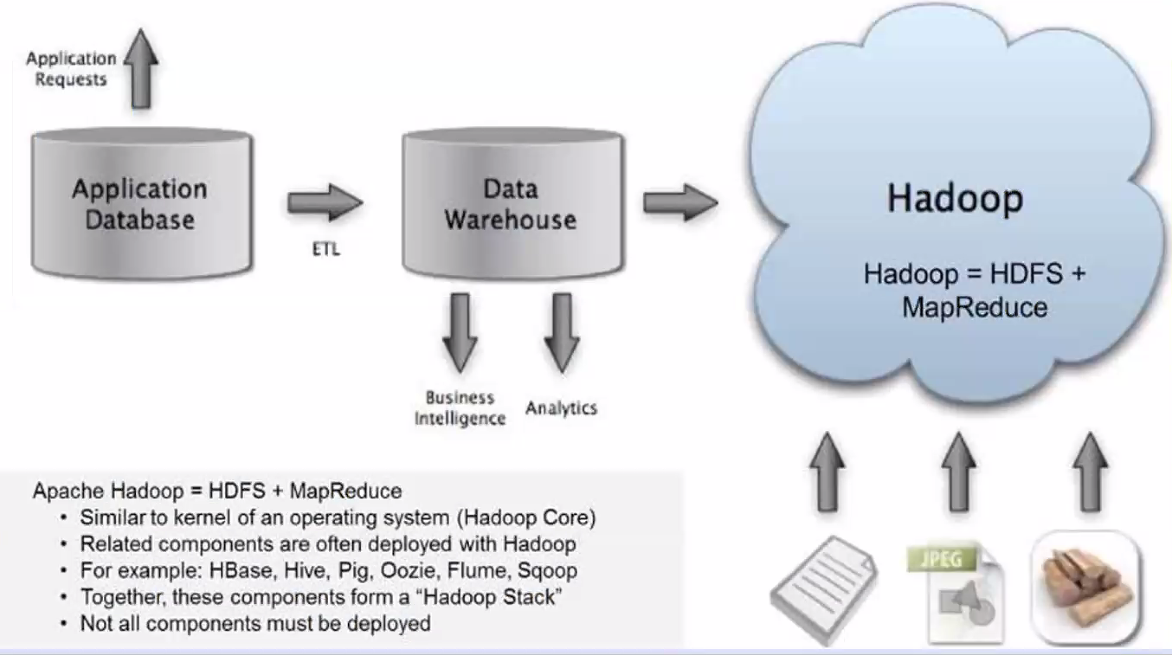 Application
Requests
Application
Database
ETL
Data
Warehouse
Business
Intelligence
Analytics
Hadoop
Hadoop = HDFS +
MapReduce
JPEG
Apache Hadoop = HDFS + MapReduce
• Similar to kernel of an operating system (Hadoop Core)
• Related components are often deployed with Hadoop
• For example: HBase, Hive, Pig, Oozie, Flume, Sqoop
• Together, these components form a “Hadoop Stack”
• Not all components must be deployed